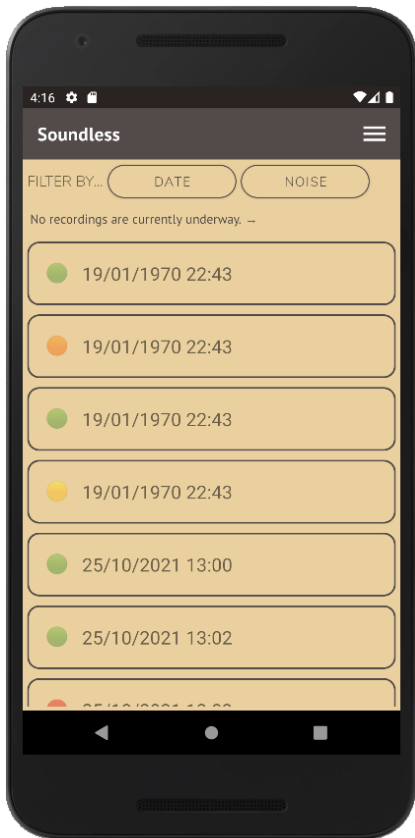 4:16
Soundless
FILTER BY... DATE NOISE
No recordings are currently underway. –
19/01/1970 22:43
19/01/1970 22:43
19/01/1970 22:43
19/01/1970 22:43
25/10/2021 13:00
25/10/2021 13:02